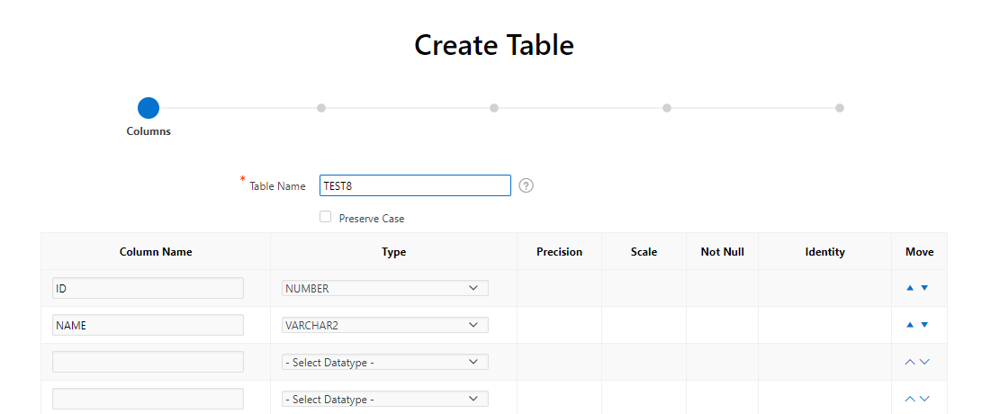 Create Table
Columns
* Table Name TEST8 ?
Preserve Case
Column Name Type Precision Scale Not Null Identity Move
ID NUMBER
NAME VARCHAR2
- Select Datatype -
- Select Datatype -